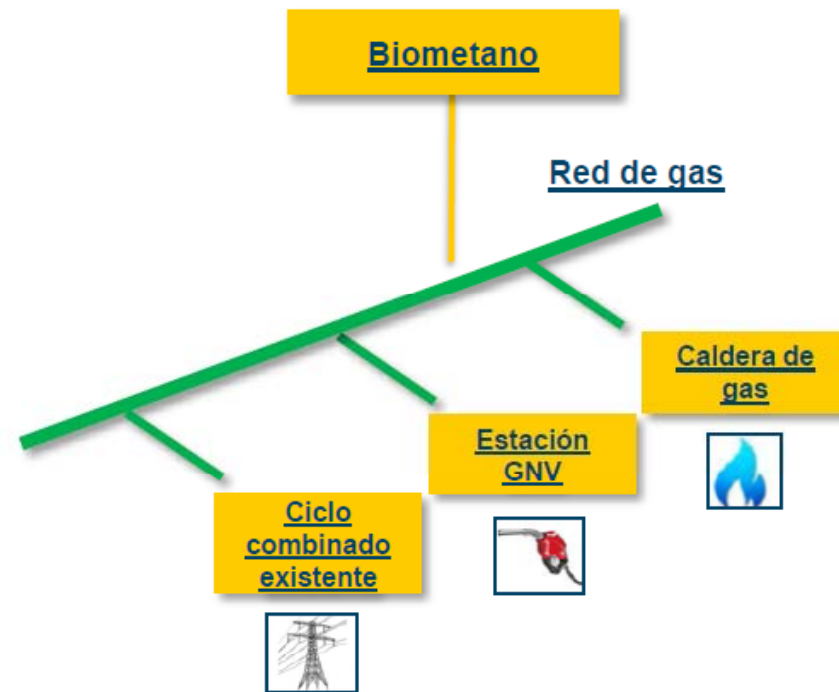 Biometano
Red de gas
Caldera de
gas
Estación
GNV
Ciclo
combinado
existente